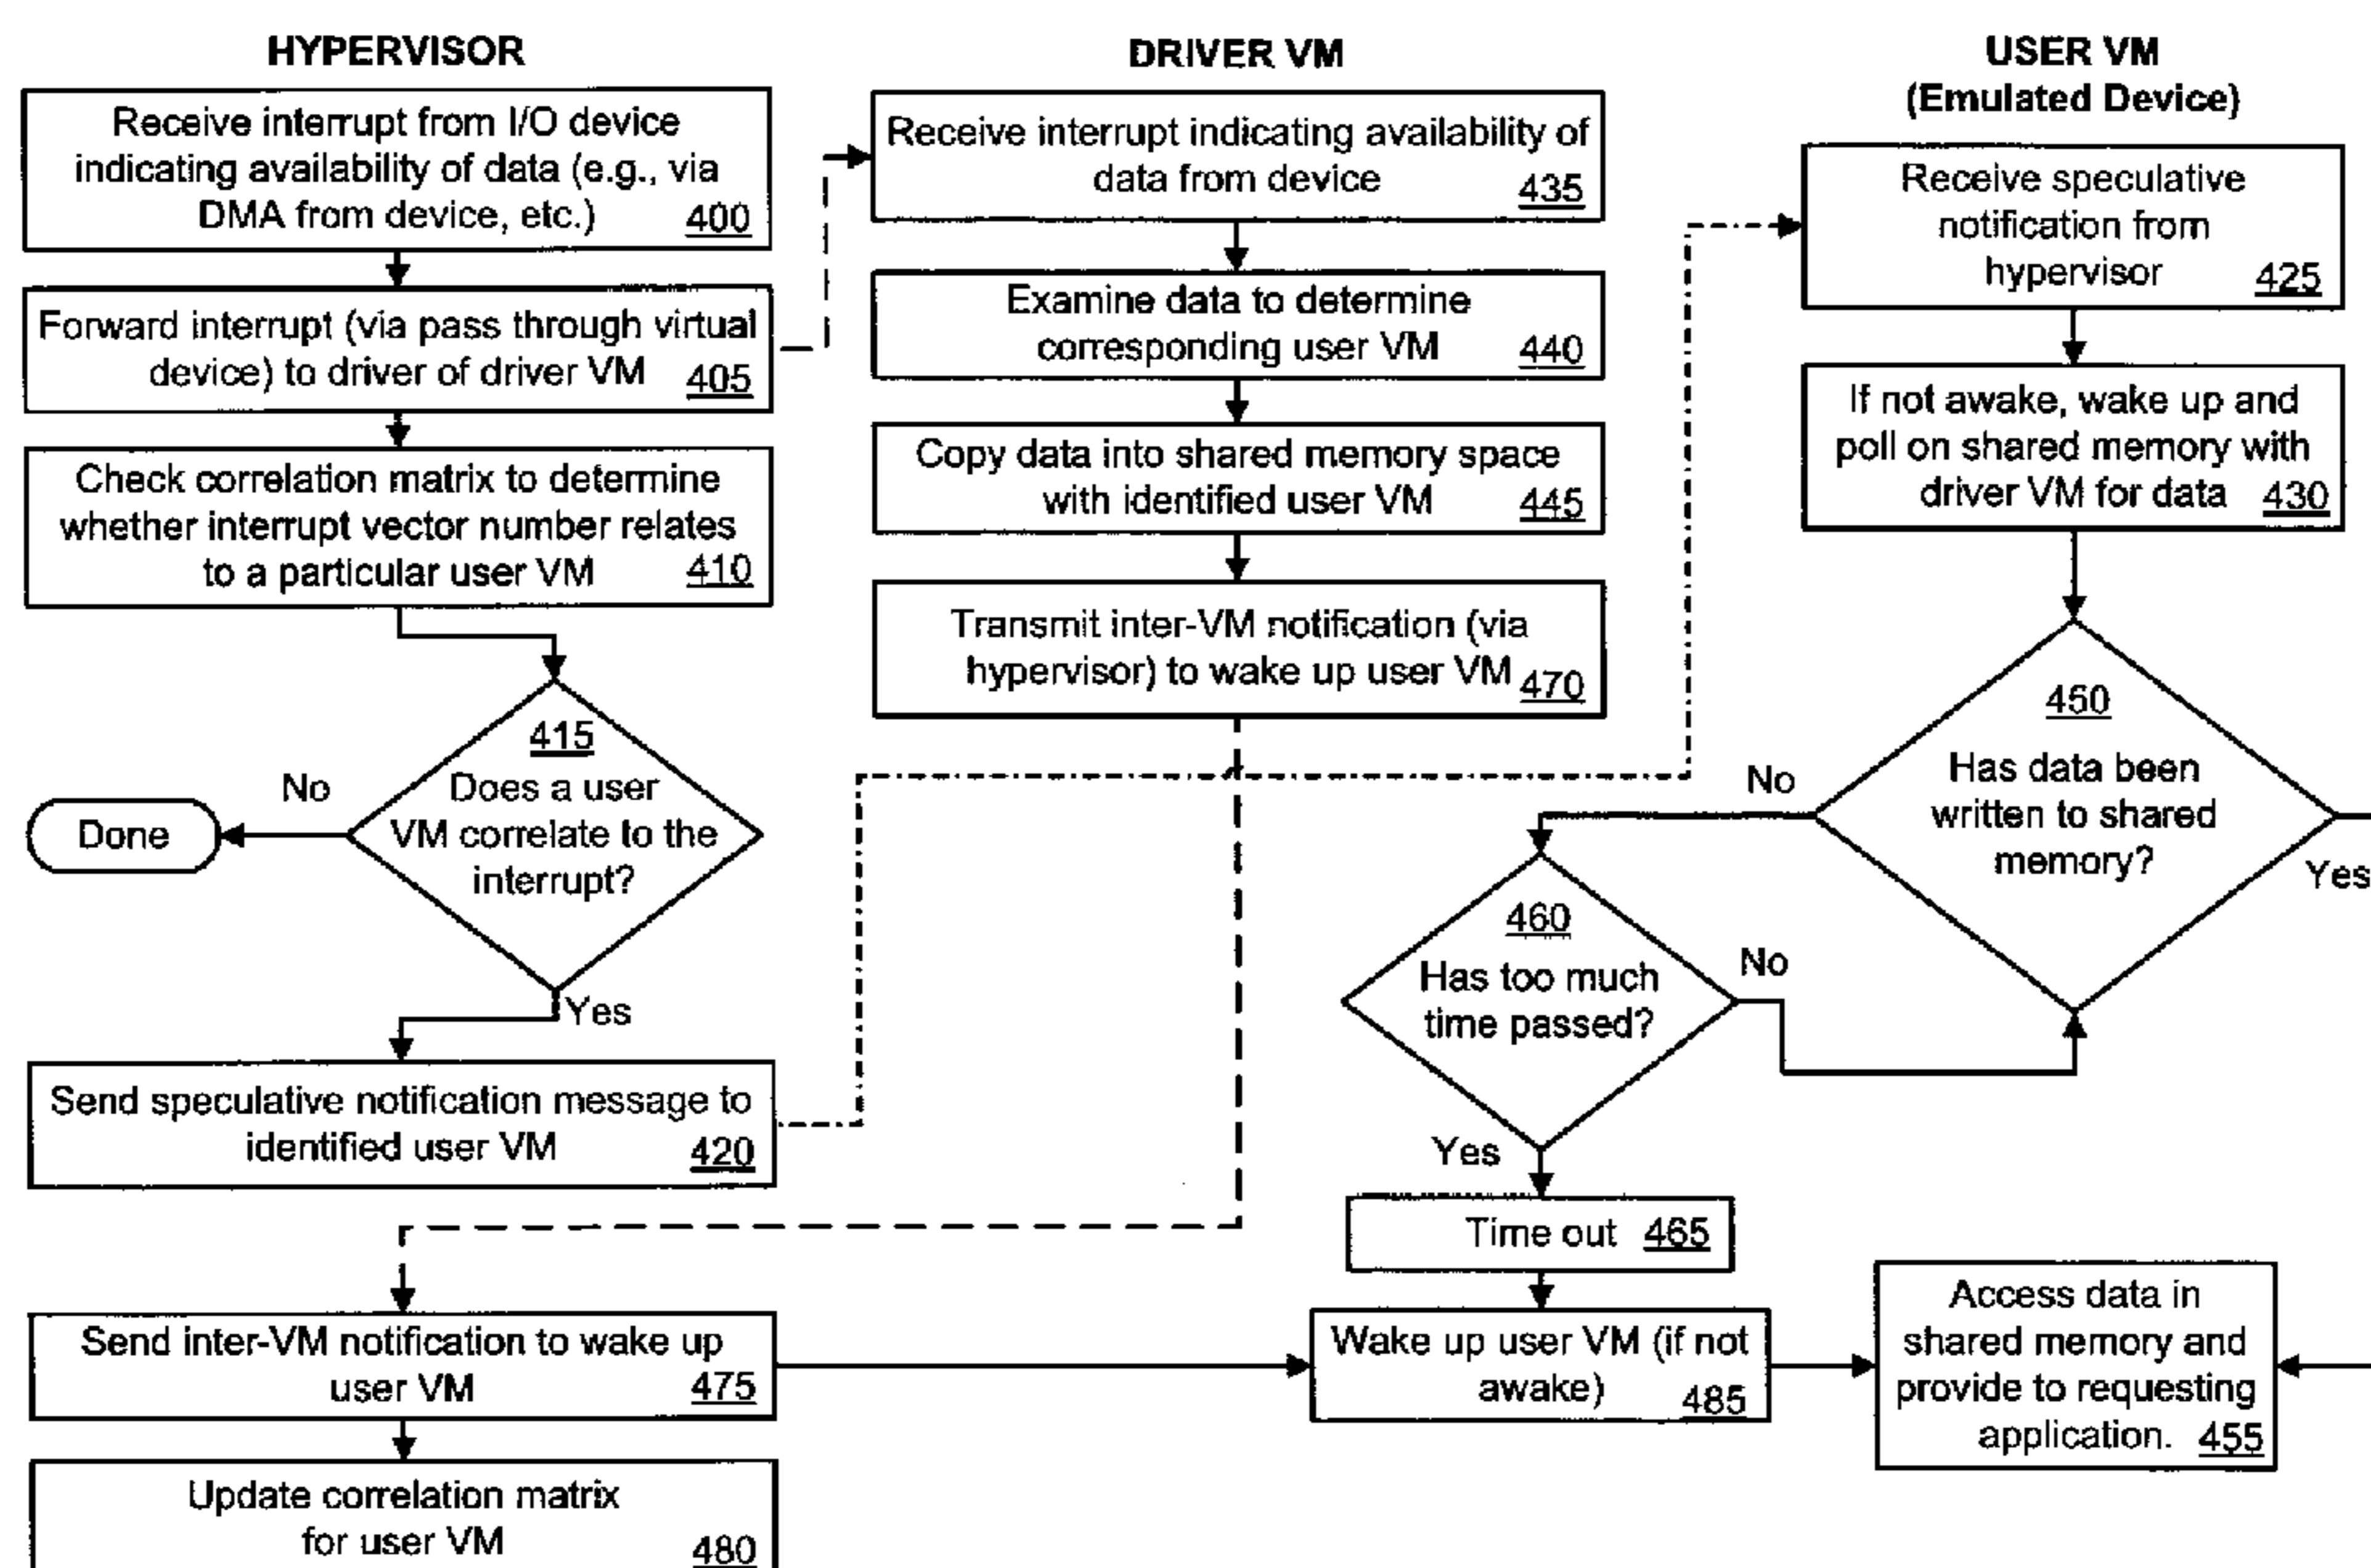 HYPERVISOR
Receive interrupt from I/O device
indicating availability of data (e.g., via
DMA from device, etc.) 400
Forward interrupt (via pass through virtual
device) to driver of driver VM 405
Check correlation matrix to determine
whether interrupt vector number relates
to a particular user VM 410
415
Does a user
VM correlate to the
interrupt?
No
Done
Yes
Send speculative notification message to
identified user VM 420
Send inter-VM notification to wake up
user VM 475
Update correlation matrix
for user VM 480
DRIVER VM
Receive interrupt indicating availability of
data from device 435
Examine data to determine
corresponding user VM 440
Copy data into shared memory space
with identified user VM 445
Transmit inter-VM notification (via
hypervisor) to wake up user VM 470
USER VM
(Emulated Device)
Receive speculative
notification from
hypervisor 425
If not awake, wake up and
poll on shared memory with
driver VM for data 430
450
Has data been
written to shared
memory?
No
Yes
460
Has too much
time passed?
No
Yes
Time out 465
Wake up user VM (if not
awake) 485
Access data in
shared memory and
provide to requesting
application. 455